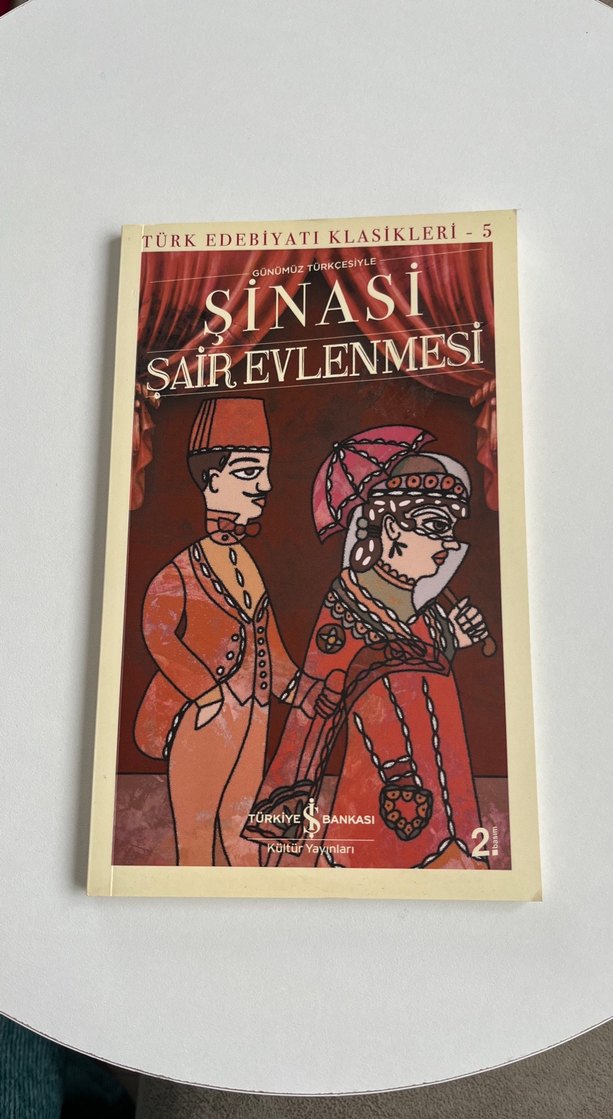 TÜRK EDEBİYATI KLASİKLERİ - 5
GÜNÜMÜZ TÜRKÇESİYLE
ŞİNASİ
ŞAİR EVLENMESİ
TÜRKİYE İŞ BANKASI
Kültür Yayınları
2. basım